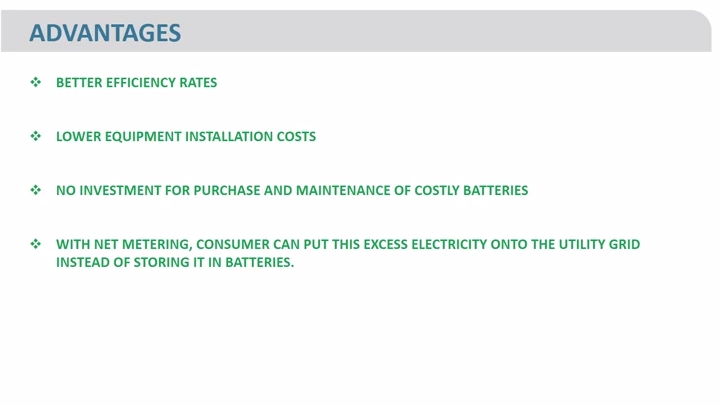 ADVANTAGES
❖ BETTER EFFICIENCY RATES
❖ LOWER EQUIPMENT INSTALLATION COSTS
❖ NO INVESTMENT FOR PURCHASE AND MAINTENANCE OF COSTLY BATTERIES
❖ WITH NET METERING, CONSUMER CAN PUT THIS EXCESS ELECTRICITY ONTO THE UTILITY GRID
INSTEAD OF STORING IT IN BATTERIES.